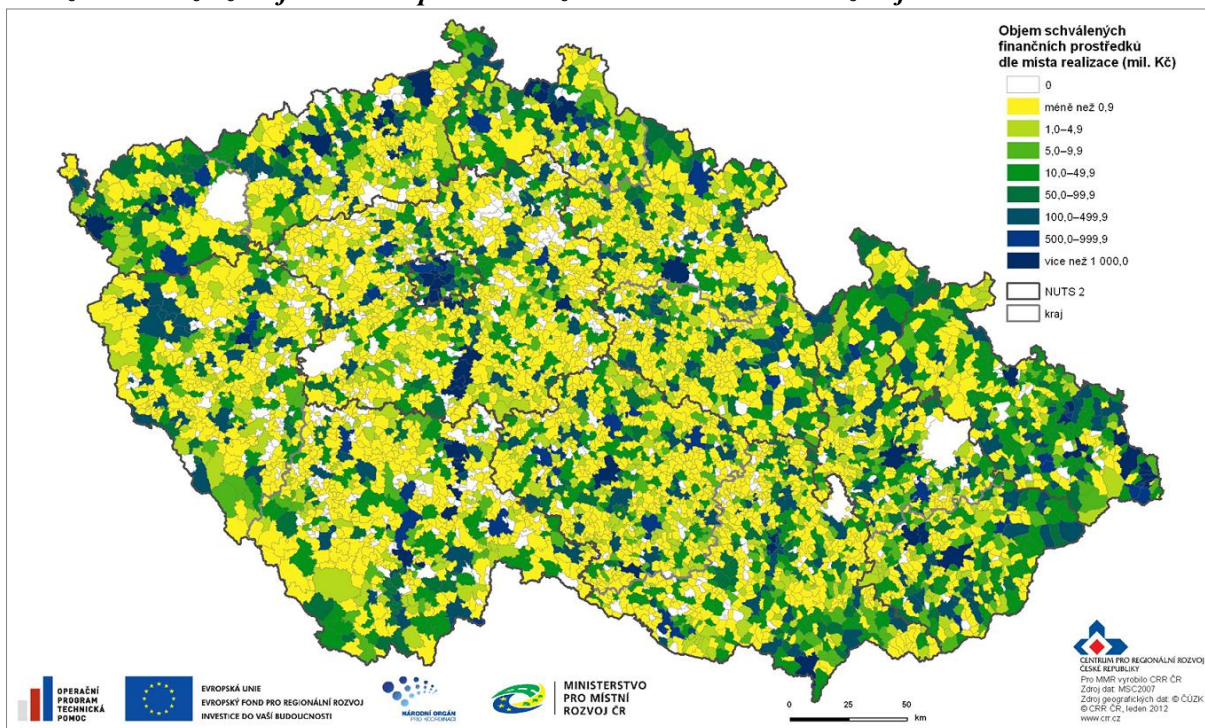 Objem schválených
finančních prostředků
dle místa realizace (mil. Kč)
0
méně než 0,9
1,0–4,9
5,0–9,9
10,0–49,9
50,0–99,9
100,0–499,9
500,0–999,9
více než 1 000,0
NUTS 2
kraj
OPERAČNÍ
PROGRAM
TECHNICKÁ
POMOC
EVROPSKÁ UNIE
EVROPSKÝ FOND PRO REGIONÁLNÍ ROZVOJ
INVESTICE DO VAŠÍ BUDOUCNOSTI
NÁRODNÍ ORGÁN
PRO KOORDINACI
MINISTERSTVO
PRO MÍSTNÍ
ROZVOJ ČR
0 25 50
km
CENTRUM PRO REGIONÁLNÍ ROZVOJ
ČESKÉ REPUBLIKY
Pro MMR vyrobilo CRR ČR
Zdroj dat: MSC2007
Zdroj geografických dat: © ČÚZK
© CRR ČR, leden 2012
www.crr.cz